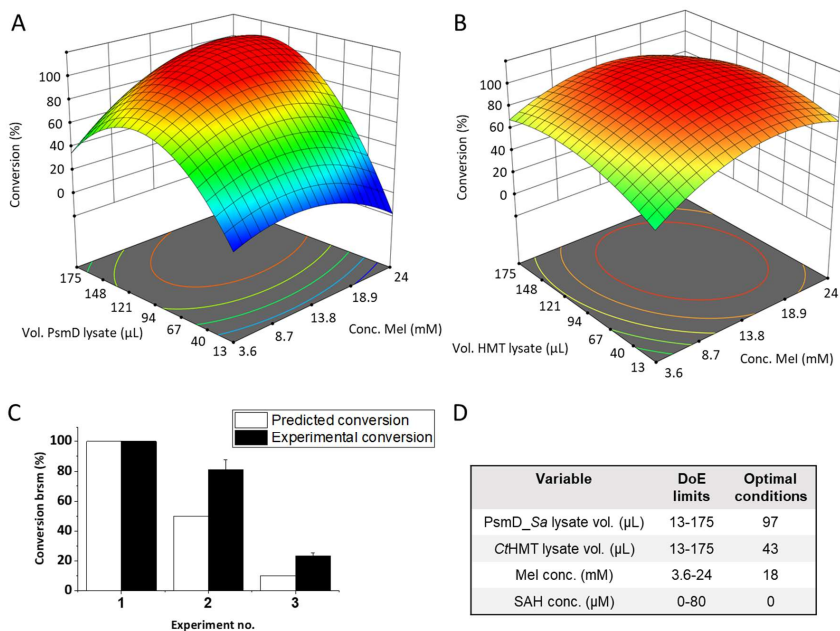 A
100
80
60
40
20
0
Conversion (%)
175
148
121
94
67
40
13
Vol. PsmD lysate (µL)
3.6
8.7
13.8
18.9
24
Conc. Mel (mM)
B
100
80
60
40
20
0
Conversion (%)
175
148
121
94
67
40
13
Vol. HMT lysate (µL)
3.6
8.7
13.8
18.9
24
Conc. Mel (mM)
C
Predicted conversion
Experimental conversion
100
80
60
40
20
0
Conversion brsm (%)
1 2 3
Experiment no.
D
Variable DoE limits Optimal conditions
PsmD_Sa lysate vol. (µL) 13-175 97
CtHMT lysate vol. (µL) 13-175 43
Mel conc. (mM) 3.6-24 18
SAH conc. (µM) 0-80 0